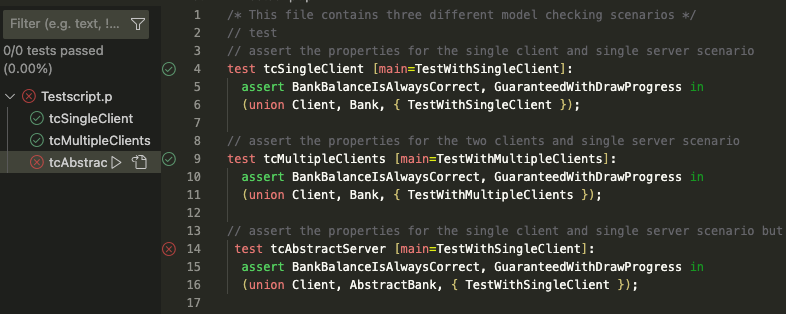 Filter (e.g. text, !...
0/0 tests passed
(0.00%)
Testscript.p
tcSingleClient
tcMultipleClients
tcAbstrac
1 /* This file contains three different model checking scenarios */
2 // test
3 // assert the properties for the single client and single server scenario
4 test tcSingleClient [main=TestWithSingleClient]:
5 assert BankBalanceIsAlwaysCorrect, GuaranteedWithDrawProgress in
6 (union Client, Bank, { TestWithSingleClient });
7
8 // assert the properties for the two clients and single server scenario
9 test tcMultipleClients [main=TestWithMultipleClients]:
10 assert BankBalanceIsAlwaysCorrect, GuaranteedWithDrawProgress in
11 (union Client, Bank, { TestWithMultipleClients });
12
13 // assert the properties for the single client and single server scenario but
14 test tcAbstractServer [main=TestWithSingleClient]:
15 assert BankBalanceIsAlwaysCorrect, GuaranteedWithDrawProgress in
16 (union Client, AbstractBank, { TestWithSingleClient });
17